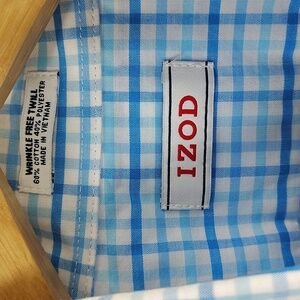 WRINKLE FREE TWILL
60% COTTON 40% POLYESTER
MADE IN VIETNAM
IZOD